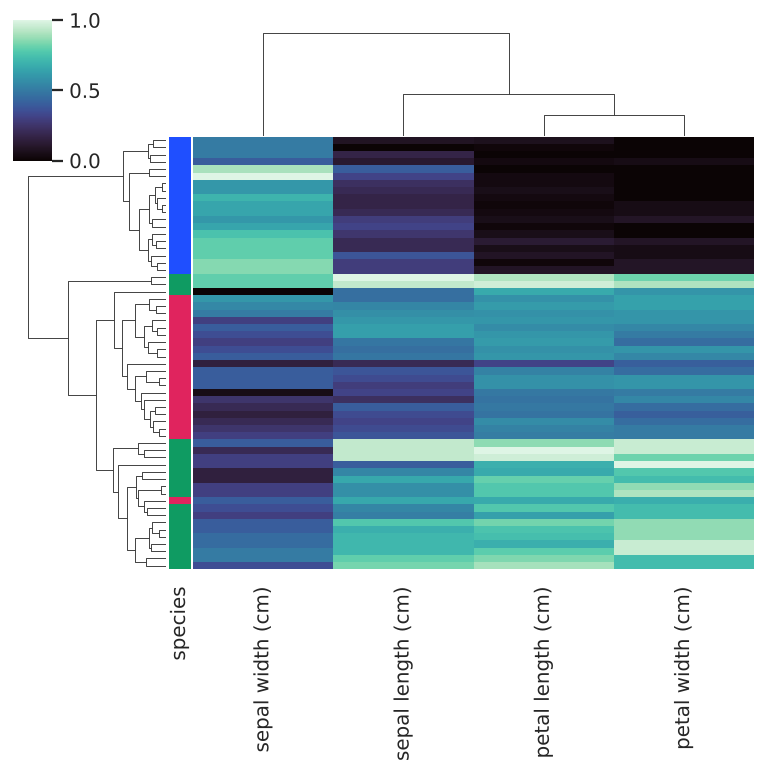 1.0
0.5
0.0
species
sepal width (cm)
sepal length (cm)
petal length (cm)
petal width (cm)